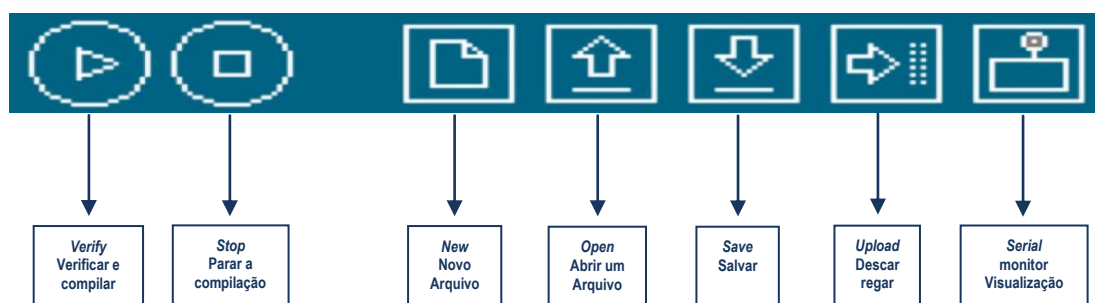 Verify
Verificar e
compilar
Stop
Parar a
compilação
New
Novo
Arquivo
Open
Abrir um
Arquivo
Save
Salvar
Upload
Descar
regar
Serial
monitor
Visualização